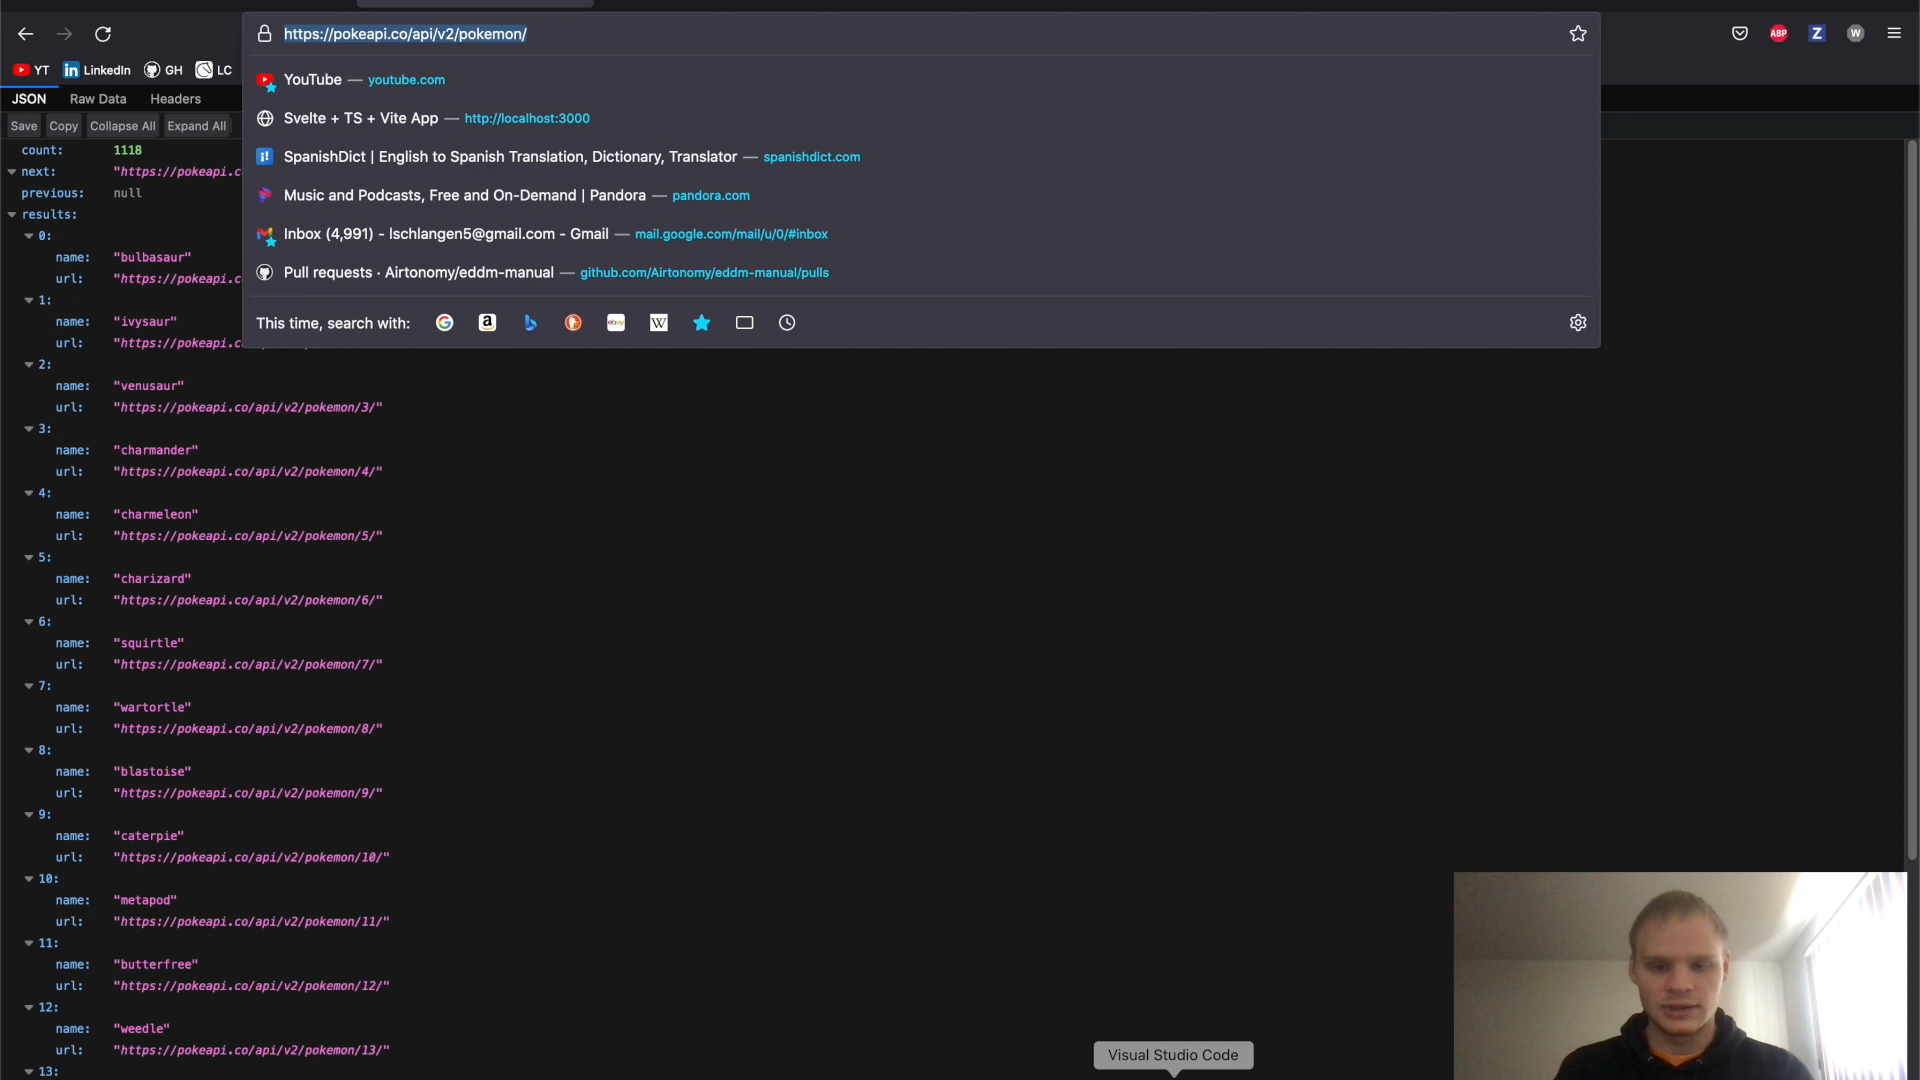 https://pokeapi.co/api/v2/pokemon/
ABP
Z
W
YT
in LinkedIn
GH
LC
YouTube — youtube.com
Svelte + TS + Vite App — http://localhost:3000
SpanishDict | English to Spanish Translation, Dictionary, Translator — spanishdict.com
Music and Podcasts, Free and On-Demand | Pandora — pandora.com
Inbox (4,991) - lschlangen5@gmail.com - Gmail — mail.google.com/mail/u/0/#inbox
Pull requests · Airtonomy/eddm-manual — github.com/Airtonomy/eddm-manual/pulls
This time, search with:
JSON Raw Data Headers
Save Copy Collapse All Expand All
count: 1118
next: "https://pokeapi.c
previous: null
results:
0:
name: "bulbasaur"
url: "https://pokeapi.c
1:
name: "ivysaur"
url: "https://pokeapi.c
2:
name: "venusaur"
url: "https://pokeapi.co/api/v2/pokemon/3/"
3:
name: "charmander"
url: "https://pokeapi.co/api/v2/pokemon/4/"
4:
name: "charmeleon"
url: "https://pokeapi.co/api/v2/pokemon/5/"
5:
name: "charizard"
url: "https://pokeapi.co/api/v2/pokemon/6/"
6:
name: "squirtle"
url: "https://pokeapi.co/api/v2/pokemon/7/"
7:
name: "wartortle"
url: "https://pokeapi.co/api/v2/pokemon/8/"
8:
name: "blastoise"
url: "https://pokeapi.co/api/v2/pokemon/9/"
9:
name: "caterpie"
url: "https://pokeapi.co/api/v2/pokemon/10/"
10:
name: "metapod"
url: "https://pokeapi.co/api/v2/pokemon/11/"
11:
name: "butterfree"
url: "https://pokeapi.co/api/v2/pokemon/12/"
12:
name: "weedle"
url: "https://pokeapi.co/api/v2/pokemon/13/"
13:
Visual Studio Code